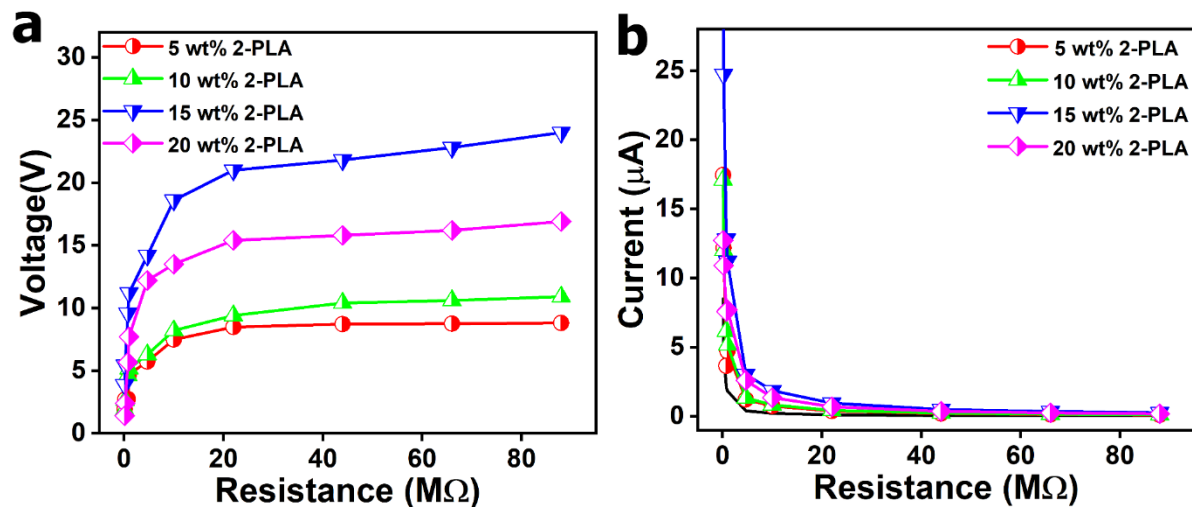 a
30
25
20
15
10
5
0
Voltage(V)
5 wt% 2-PLA
10 wt% 2-PLA
15 wt% 2-PLA
20 wt% 2-PLA
0 20 40 60 80
Resistance (MΩ)
b
25
20
15
10
5
0
Current (μA)
5 wt% 2-PLA
10 wt% 2-PLA
15 wt% 2-PLA
20 wt% 2-PLA
0 20 40 60 80
Resistance (MΩ)